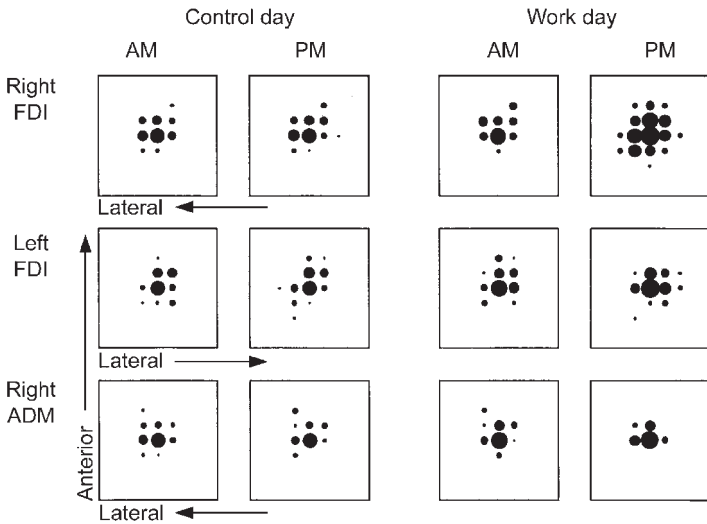 Control day Work day
AM PM AM PM
Right
FDI
Lateral
Left
FDI
Lateral
Right
ADM
Anterior
Lateral